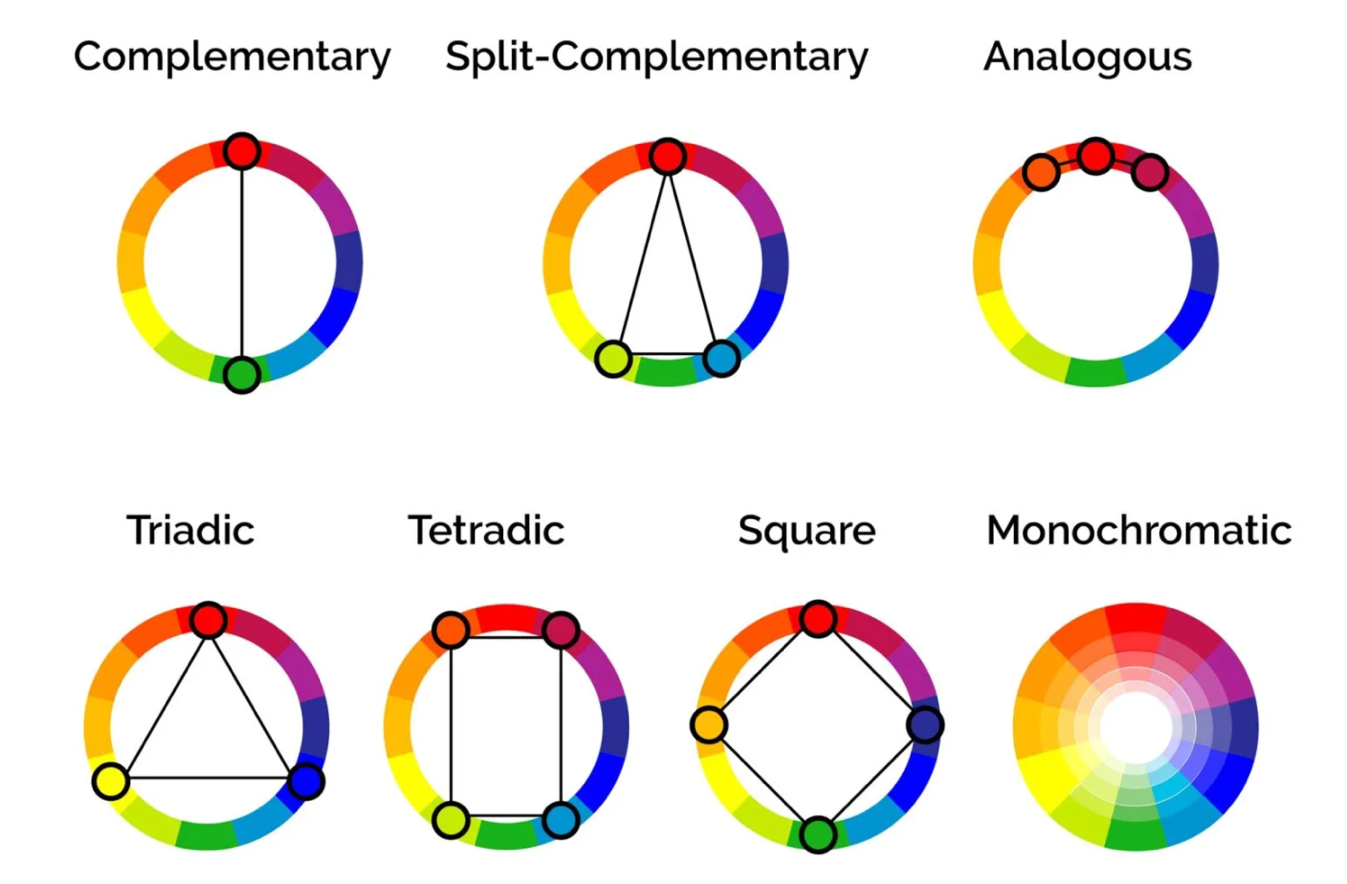 Complementary
Split-Complementary
Analogous
Triadic
Tetradic
Square
Monochromatic